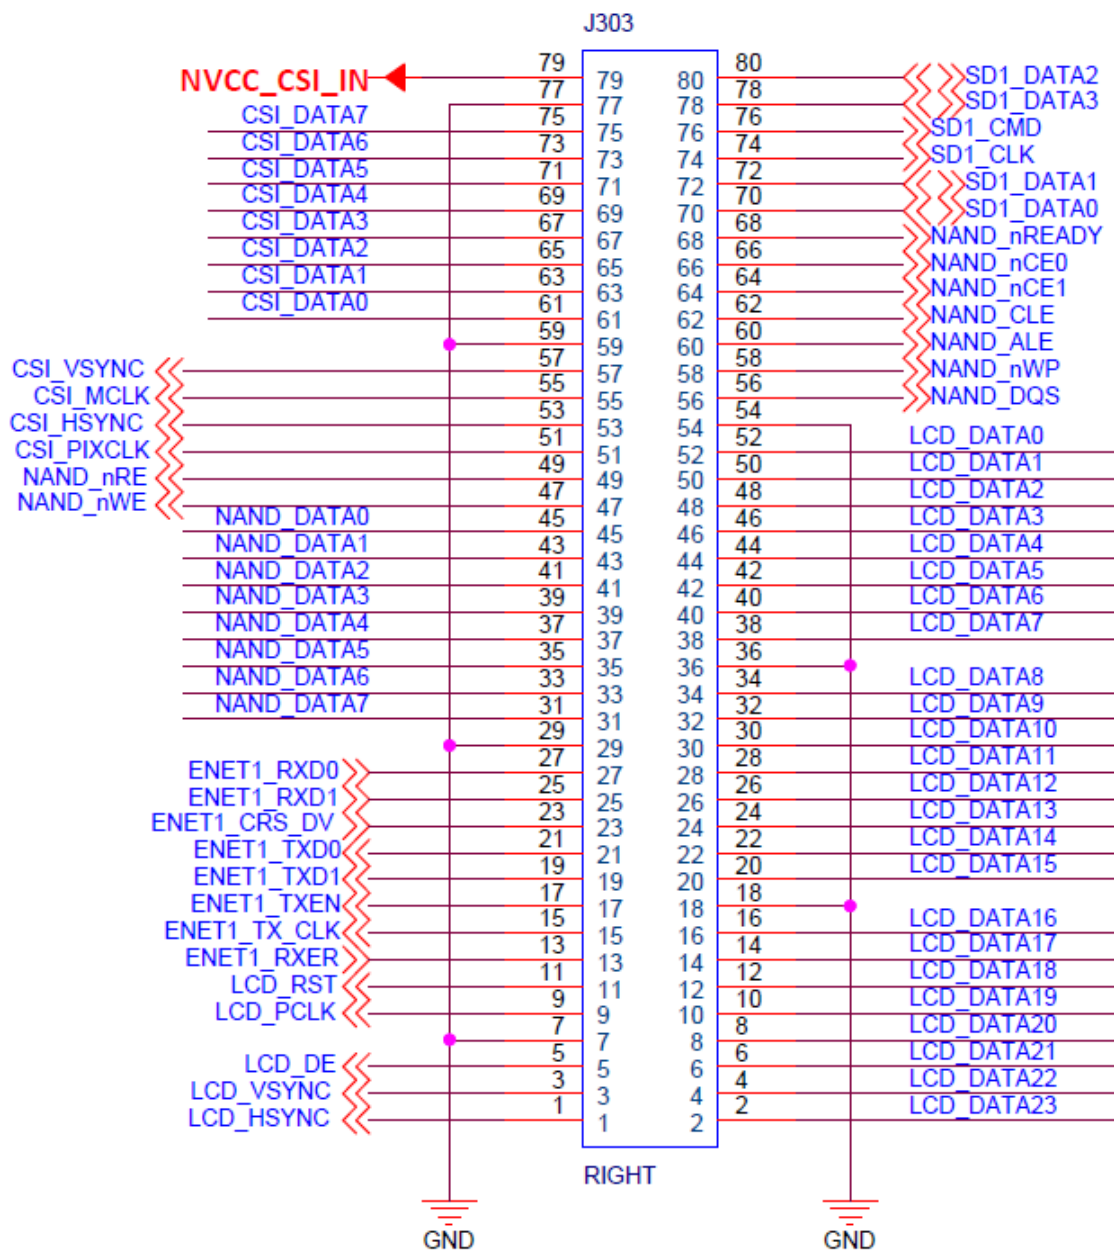 J303
NVCC_CSI_IN 79 79 80 80 SD1_DATA2
77 77 78 78 SD1_DATA3
CSI_DATA7 75 75 76 76 SD1_CMD
CSI_DATA6 73 73 74 74 SD1_CLK
CSI_DATA5 71 71 72 72 SD1_DATA1
CSI_DATA4 69 69 70 70 SD1_DATA0
CSI_DATA3 67 67 68 68 NAND_nREADY
CSI_DATA2 65 65 66 66 NAND_nCE0
CSI_DATA1 63 63 64 64 NAND_nCE1
CSI_DATA0 61 61 62 62 NAND_CLE
59 59 60 60 NAND_ALE
CSI_VSYNC 57 57 58 58 NAND_nWP
CSI_MCLK 55 55 56 56 NAND_DQS
CSI_HSYNC 53 53 54 54
CSI_PIXCLK 51 51 52 52 LCD_DATA0
NAND_nRE 49 49 50 50 LCD_DATA1
NAND_nWE 47 47 48 48 LCD_DATA2
NAND_DATA0 45 45 46 46 LCD_DATA3
NAND_DATA1 43 43 44 44 LCD_DATA4
NAND_DATA2 41 41 42 42 LCD_DATA5
NAND_DATA3 39 39 40 40 LCD_DATA6
NAND_DATA4 37 37 38 38 LCD_DATA7
NAND_DATA5 35 35 36 36
NAND_DATA6 33 33 34 34 LCD_DATA8
NAND_DATA7 31 31 32 32 LCD_DATA9
29 29 30 30 LCD_DATA10
ENET1_RXD0 27 27 28 28 LCD_DATA11
ENET1_RXD1 25 25 26 26 LCD_DATA12
ENET1_CRS_DV 23 23 24 24 LCD_DATA13
ENET1_TXD0 21 21 22 22 LCD_DATA14
ENET1_TXD1 19 19 20 20 LCD_DATA15
ENET1_TXEN 17 17 18 18
ENET1_TX_CLK 15 15 16 16 LCD_DATA16
ENET1_RXER 13 13 14 14 LCD_DATA17
LCD_RST 11 11 12 12 LCD_DATA18
LCD_PCLK 9 9 10 10 LCD_DATA19
7 7 8 8 LCD_DATA20
LCD_DE 5 5 6 6 LCD_DATA21
LCD_VSYNC 3 3 4 4 LCD_DATA22
LCD_HSYNC 1 1 2 2 LCD_DATA23
RIGHT
GND GND